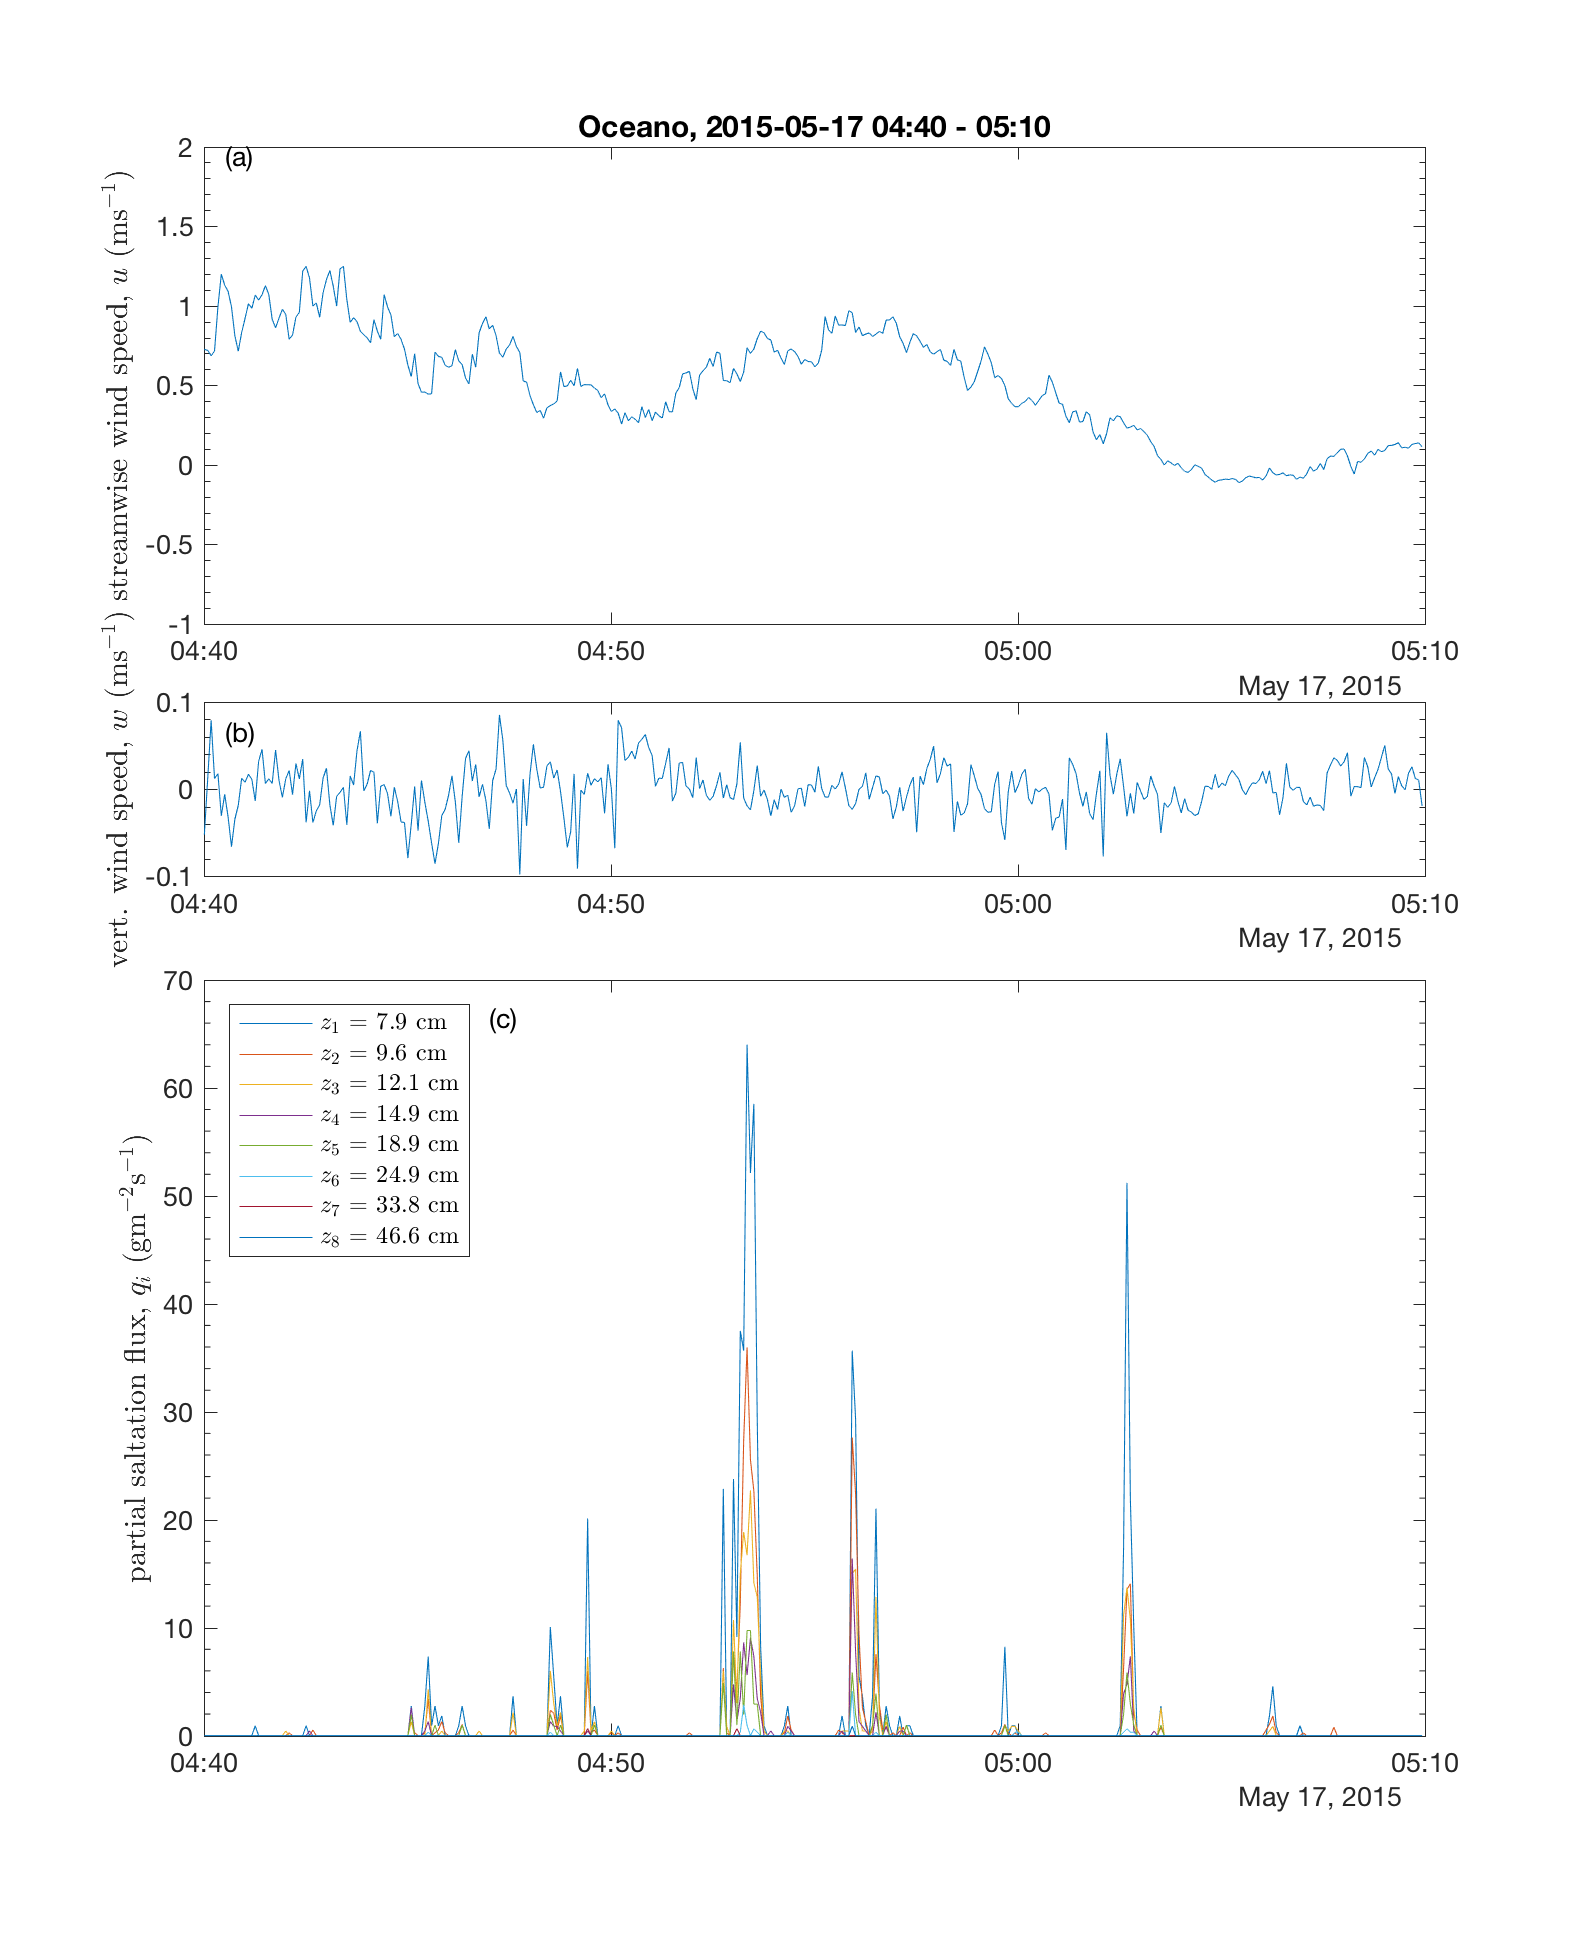 Oceano, 2015-05-17 04:40 - 05:10
(a)
streamwise wind speed, u (ms⁻¹)
2
1.5
1
0.5
0
-0.5
-1
04:40 04:50 05:00 05:10
May 17, 2015
(b)
vert. wind speed, w (ms⁻¹)
0.1
0
-0.1
04:40 04:50 05:00 05:10
May 17, 2015
(c)
partial saltation flux, qᵢ (gm⁻²s⁻¹)
70
60
50
40
30
20
10
0
z₁ = 7.9 cm
z₂ = 9.6 cm
z₃ = 12.1 cm
z₄ = 14.9 cm
z₅ = 18.9 cm
z₆ = 24.9 cm
z₇ = 33.8 cm
z₈ = 46.6 cm
04:40 04:50 05:00 05:10
May 17, 2015